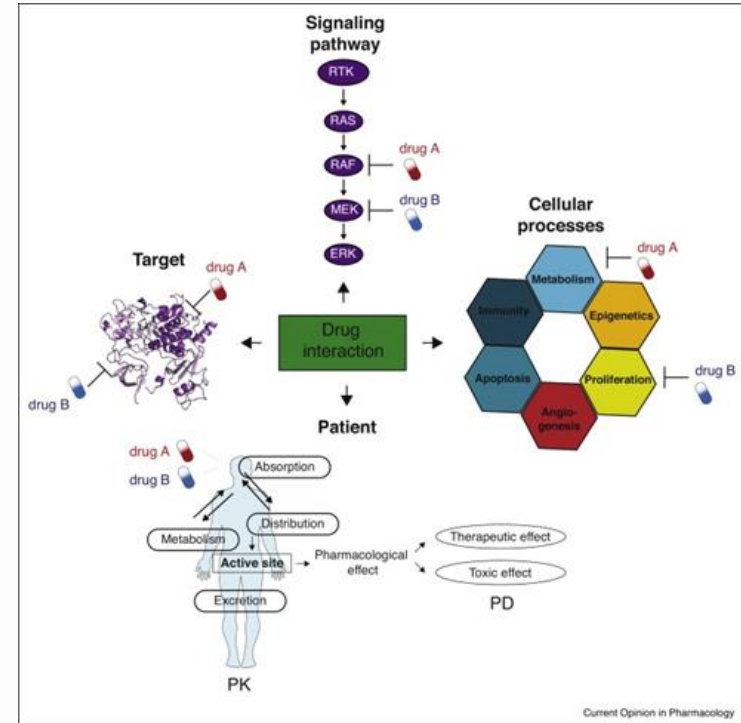 Signaling
pathway
RTK
RAS
RAF
drug A
MEK
drug B
ERK
Cellular
processes
drug A
Metabolism
Immunity
Epigenetics
Apoptosis
Proliferation
drug B
Angio-
genesis
Target
drug A
drug B
Drug
interaction
Patient
drug A
drug B
Absorption
Distribution
Metabolism
Active site
Excretion
Pharmacological
effect
Therapeutic effect
Toxic effect
PD
PK
Current Opinion in Pharmacology